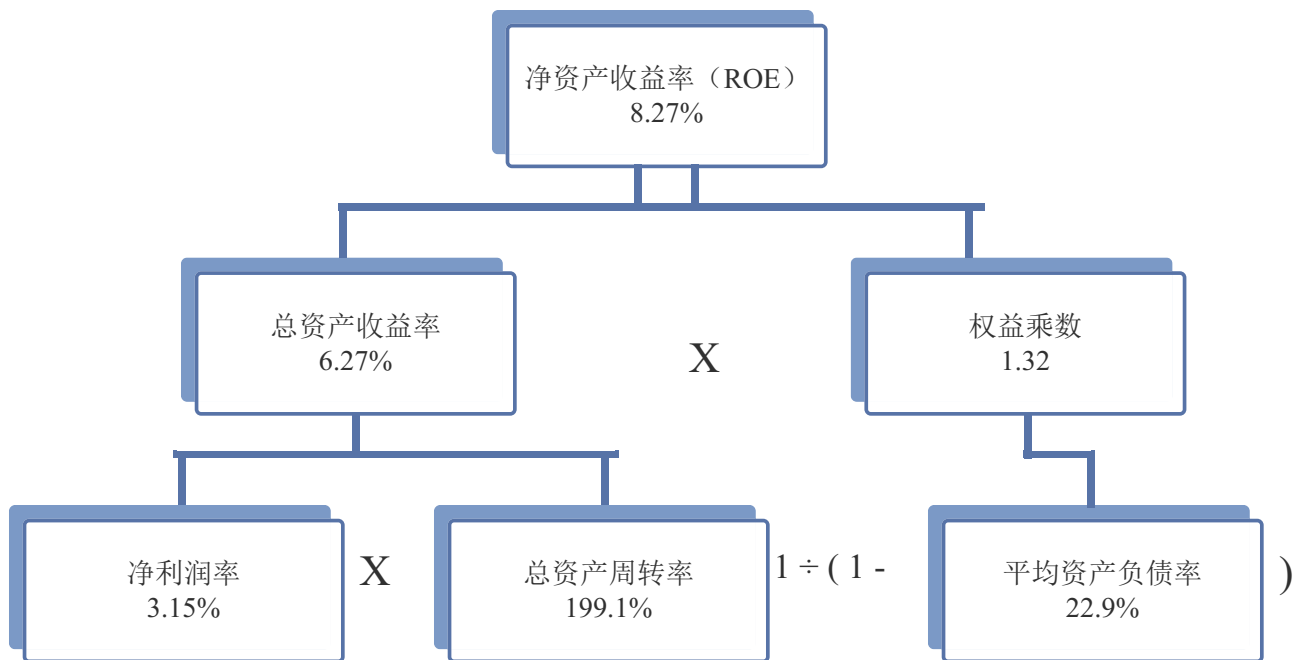 净资产收益率（ROE）
8.27%
总资产收益率
6.27%
X
权益乘数
1.32
净利润率
3.15%
X
总资产周转率
199.1%
1 ÷ ( 1 -
平均资产负债率
22.9%
)